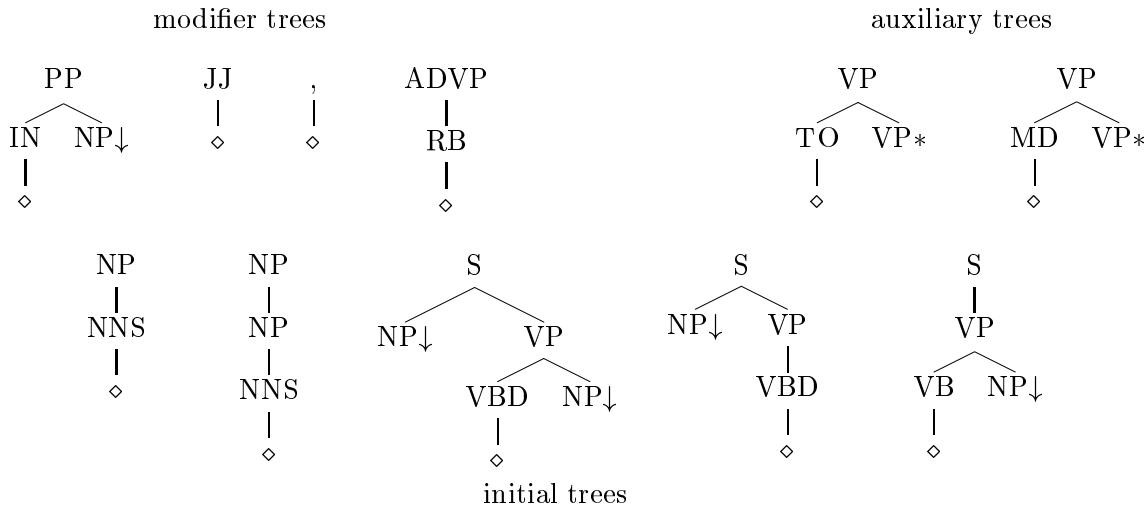 modifier trees auxiliary trees
PP JJ , ADVP VP VP
IN NP↓ ⋄ ⋄ RB TO VP∗ MD VP∗
⋄ ⋄ ⋄ ⋄
NP NP S S S
NNS NP NP↓ VP NP↓ VP VP
⋄ NNS VBD NP↓ VBD VB NP↓
⋄ ⋄ ⋄ ⋄
initial trees